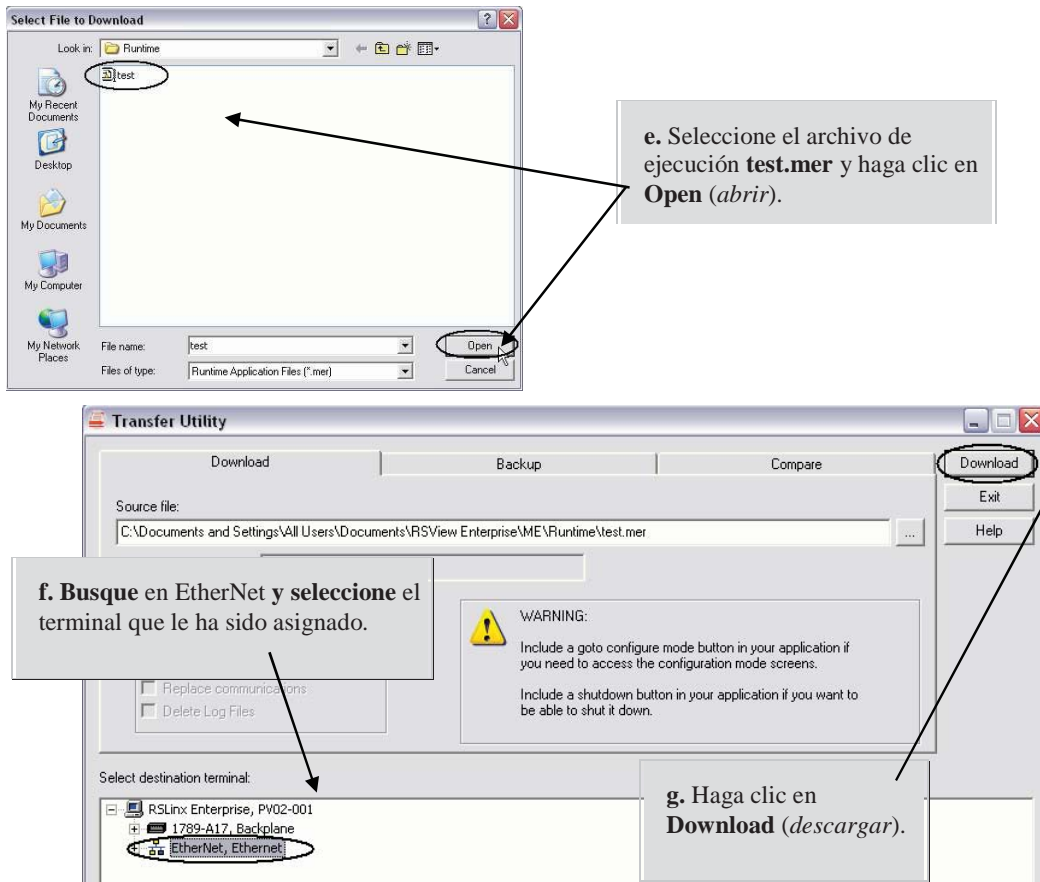 Select File to Download
Look in: Runtime
test
My Recent
Documents
Desktop
My Documents
My Computer
My Network
Places
File name: test Open
Files of type: Runtime Application Files (*.mer) Cancel
e. Seleccione el archivo de
ejecución test.mer y haga clic en
Open (abrir).
Transfer Utility
Download Backup Compare Download
Exit
Source file:
C:\Documents and Settings\All Users\Documents\RSView Enterprise\ME\Runtime\test.mer ... Help
f. Busque en EtherNet y seleccione el
terminal que le ha sido asignado.
WARNING:
Include a goto configure mode button in your application if
you need to access the configuration mode screens.
Include a shutdown button in your application if you want to
be able to shut it down.
Replace communications
Delete Log Files
Select destination terminal:
RSLinx Enterprise, PV02-001
1789-A17, Backplane
EtherNet, Ethernet
g. Haga clic en
Download (descargar).